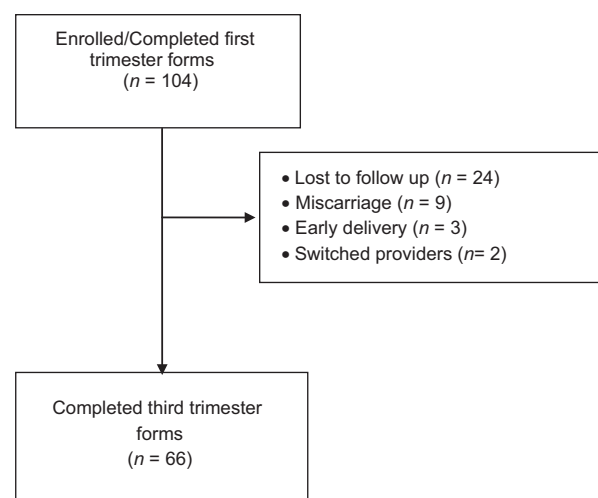 Enrolled/Completed first
trimester forms
(n = 104)
• Lost to follow up (n = 24)
• Miscarriage (n = 9)
• Early delivery (n = 3)
• Switched providers (n= 2)
Completed third trimester
forms
(n = 66)